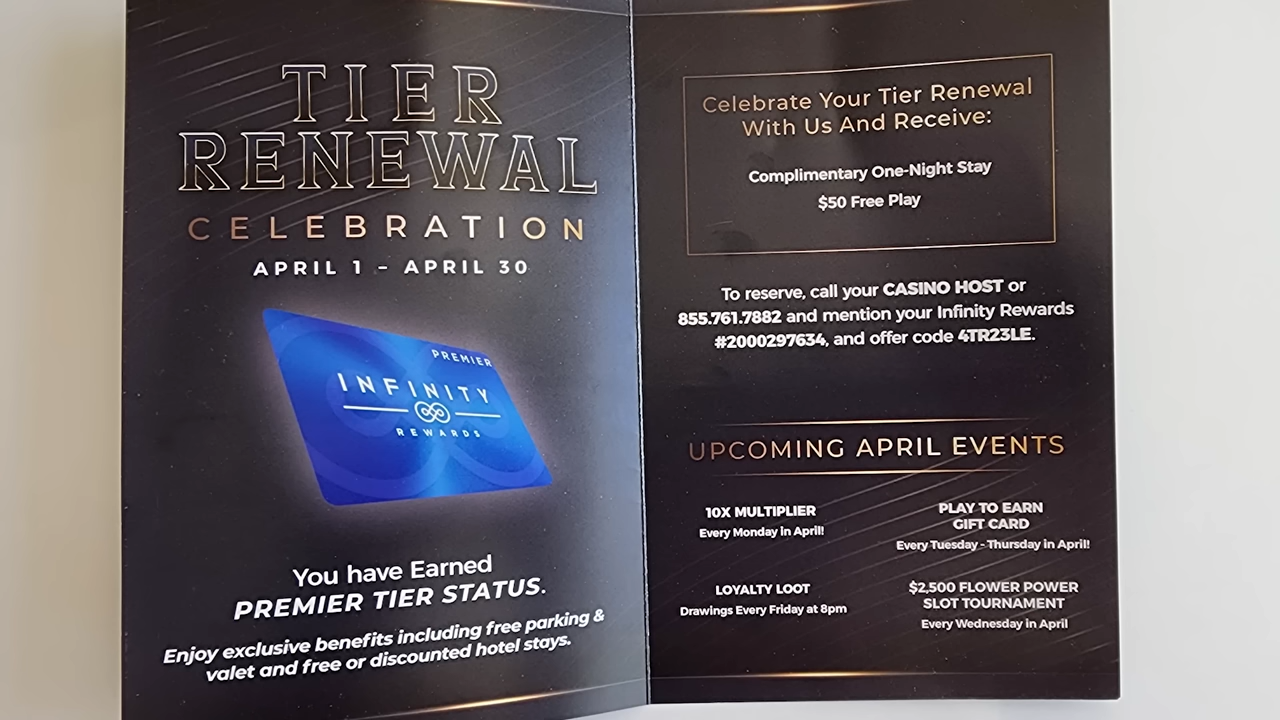 TIER
RENEWAL
CELEBRATION
APRIL 1 - APRIL 30
PREMIER
INFINITY
REWARDS
You have Earned
PREMIER TIER STATUS.
Enjoy exclusive benefits including free parking &
valet and free or discounted hotel stays.
Celebrate Your Tier Renewal
With Us And Receive:
Complimentary One-Night Stay
$50 Free Play
To reserve, call your CASINO HOST or
855.761.7882 and mention your Infinity Rewards
#2000297634, and offer code 4TR23LE.
UPCOMING APRIL EVENTS
10X MULTIPLIER
Every Monday in April!
PLAY TO EARN
GIFT CARD
Every Tuesday - Thursday in April!
LOYALTY LOOT
Drawings Every Friday at 8pm
$2,500 FLOWER POWER
SLOT TOURNAMENT
Every Wednesday in April